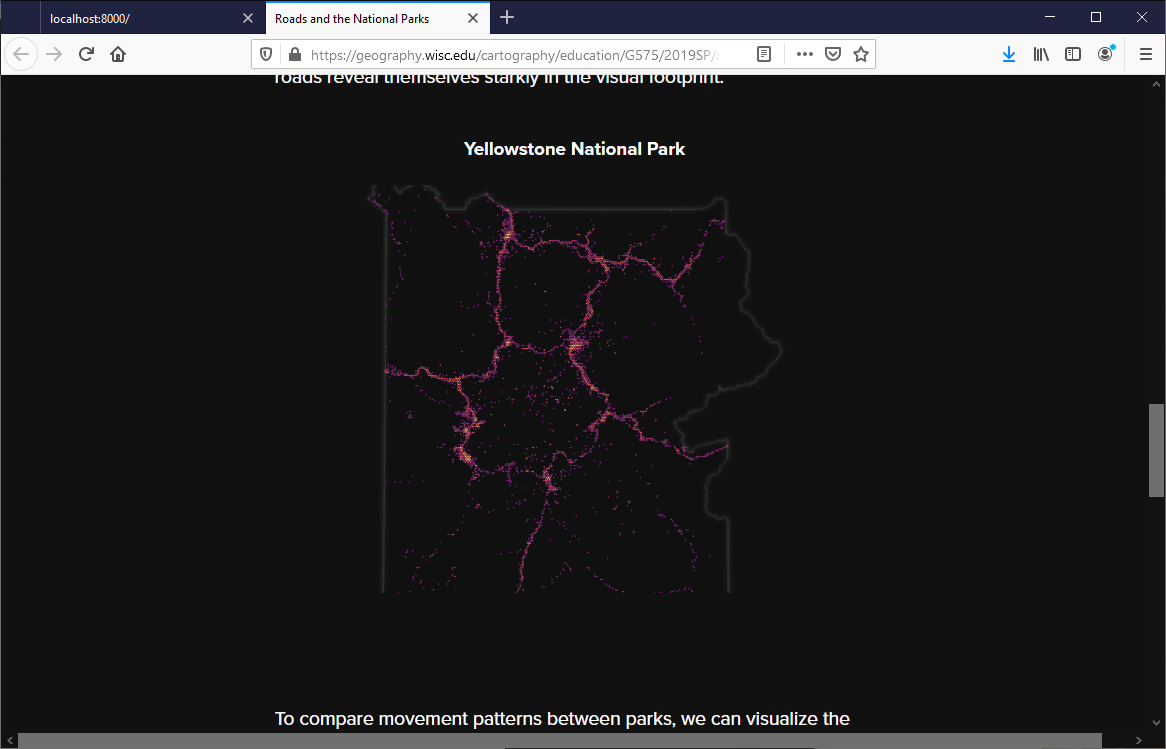 localhost:8000/
Roads and the National Parks
https://geography.wisc.edu/cartography/education/G575/2019SP/
roads reveal themselves starkly in the visual footprint.
Yellowstone National Park
To compare movement patterns between parks, we can visualize the